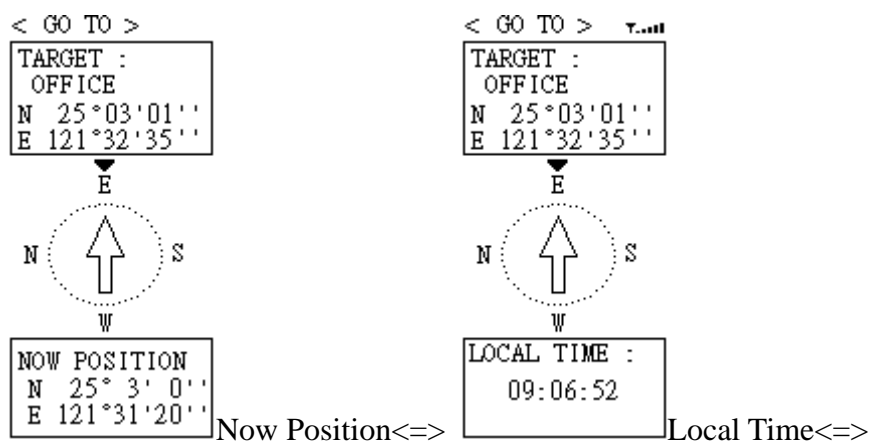 < GO TO >
TARGET :
OFFICE
N 25°03'01''
E 121°32'35''
E
N S
W
NOW POSITION
N 25° 3' 0''
E 121°31'20''
Now Position<=>
< GO TO >
TARGET :
OFFICE
N 25°03'01''
E 121°32'35''
E
N S
W
LOCAL TIME :
09:06:52
Local Time<=>